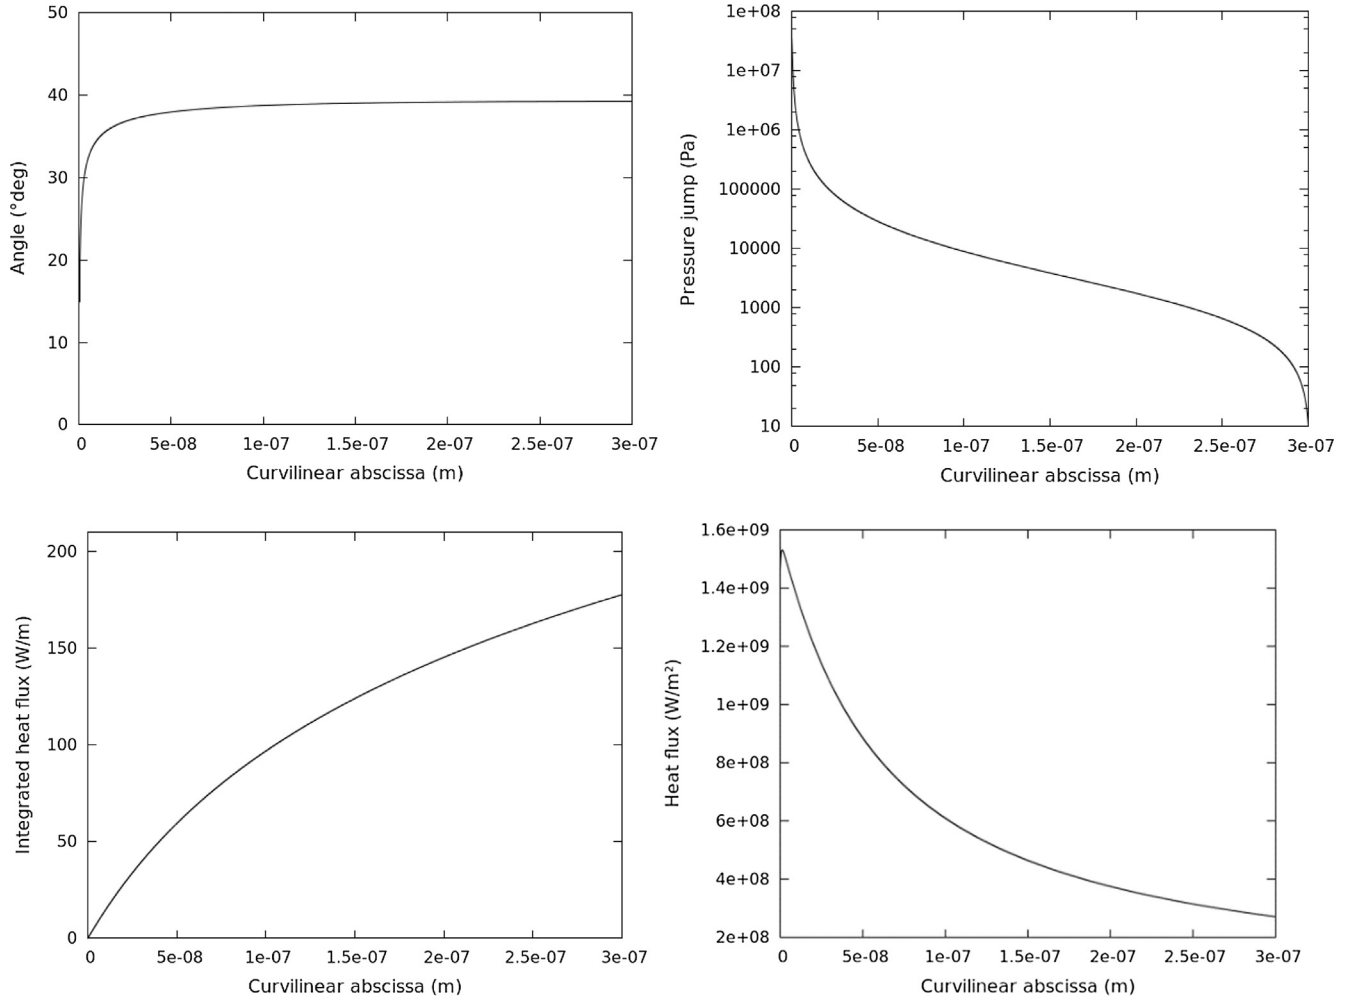 50
40
30
20
10
0
0 5e-08 1e-07 1.5e-07 2e-07 2.5e-07 3e-07
Angle (°deg)
Curvilinear abscissa (m)
1e+08
1e+07
1e+06
100000
10000
1000
100
10
0 5e-08 1e-07 1.5e-07 2e-07 2.5e-07 3e-07
Pressure jump (Pa)
Curvilinear abscissa (m)
200
150
100
50
0
0 5e-08 1e-07 1.5e-07 2e-07 2.5e-07 3e-07
Integrated heat flux (W/m)
Curvilinear abscissa (m)
1.6e+09
1.4e+09
1.2e+09
1e+09
8e+08
6e+08
4e+08
2e+08
0 5e-08 1e-07 1.5e-07 2e-07 2.5e-07 3e-07
Heat flux (W/m²)
Curvilinear abscissa (m)